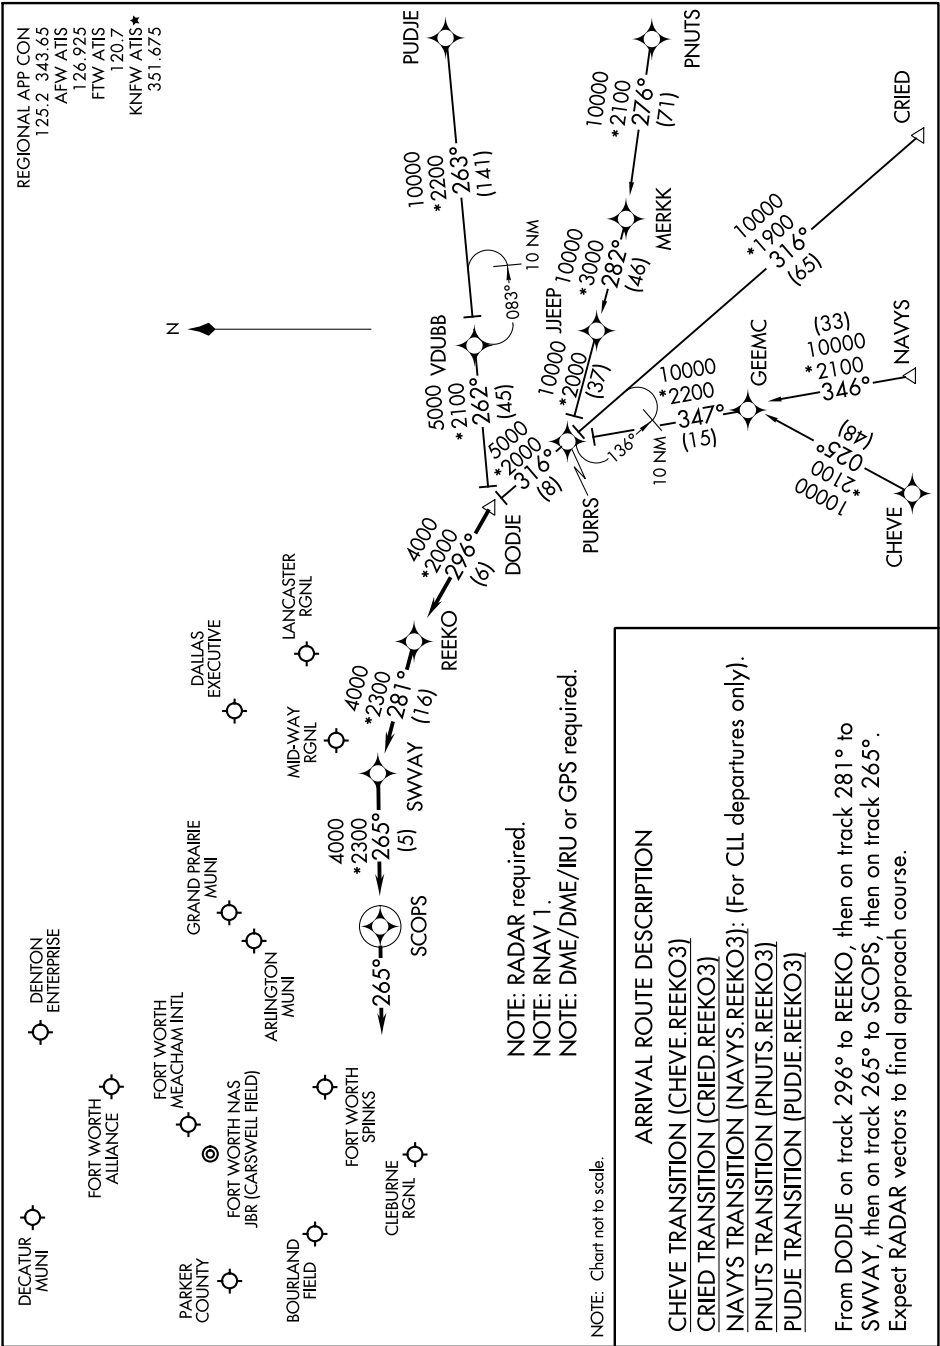 REGIONAL APP CON
125.2 343.65
AFW ATIS
126.925
FTW ATIS
120.7
KNFW ATIS★
351.675
DECATUR
MUNI
DENTON
ENTERPRISE
FORT WORTH
ALLIANCE
FORT WORTH
MEACHAM INTL
FORT WORTH NAS
JBR (CARSWELL FIELD)
PARKER
COUNTY
GRAND PRAIRIE
MUNI
ARLINGTON
MUNI
DALLAS
EXECUTIVE
LANCASTER
RGNL
MID-WAY
RGNL
BOURLAND
FIELD
FORT WORTH
SPINKS
CLEBURNE
RGNL
N
265°
SCOPS
4000
*2300
265°
(5)
SWVAY
4000
*2300
281°
(16)
REEKO
4000
*2000
296°
(6)
DODJE
5000
*2100
262°
(45)
VDUBB
083°
10 NM
10000
*2200
263°
(141)
PUDJE
5000
*2000
316°
(8)
PURRS
136°
10 NM
10000
*2000
(37)
JJEEP
10000
*3000
282°
(46)
MERKK
10000
*2100
276°
(71)
PNUTS
10000
*1900
316°
(65)
CRIED
10000
*2200
347°
(15)
GEEMC
(33)
10000
*2100
346°
NAVYS
(48)
025°
*2100
10000
CHEVE
NOTE: RADAR required.
NOTE: RNAV 1.
NOTE: DME/DME/IRU or GPS required.
NOTE: Chart not to scale.
ARRIVAL ROUTE DESCRIPTION
CHEVE TRANSITION (CHEVE.REEKO3)
CRIED TRANSITION (CRIED.REEKO3)
NAVYS TRANSITION (NAVYS.REEKO3): (For CLL departures only).
PNUTS TRANSITION (PNUTS.REEKO3)
PUDJE TRANSITION (PUDJE.REEKO3)
From DODJE on track 296° to REEKO, then on track 281° to
SWVAY, then on track 265° to SCOPS, then on track 265°.
Expect RADAR vectors to final approach course.